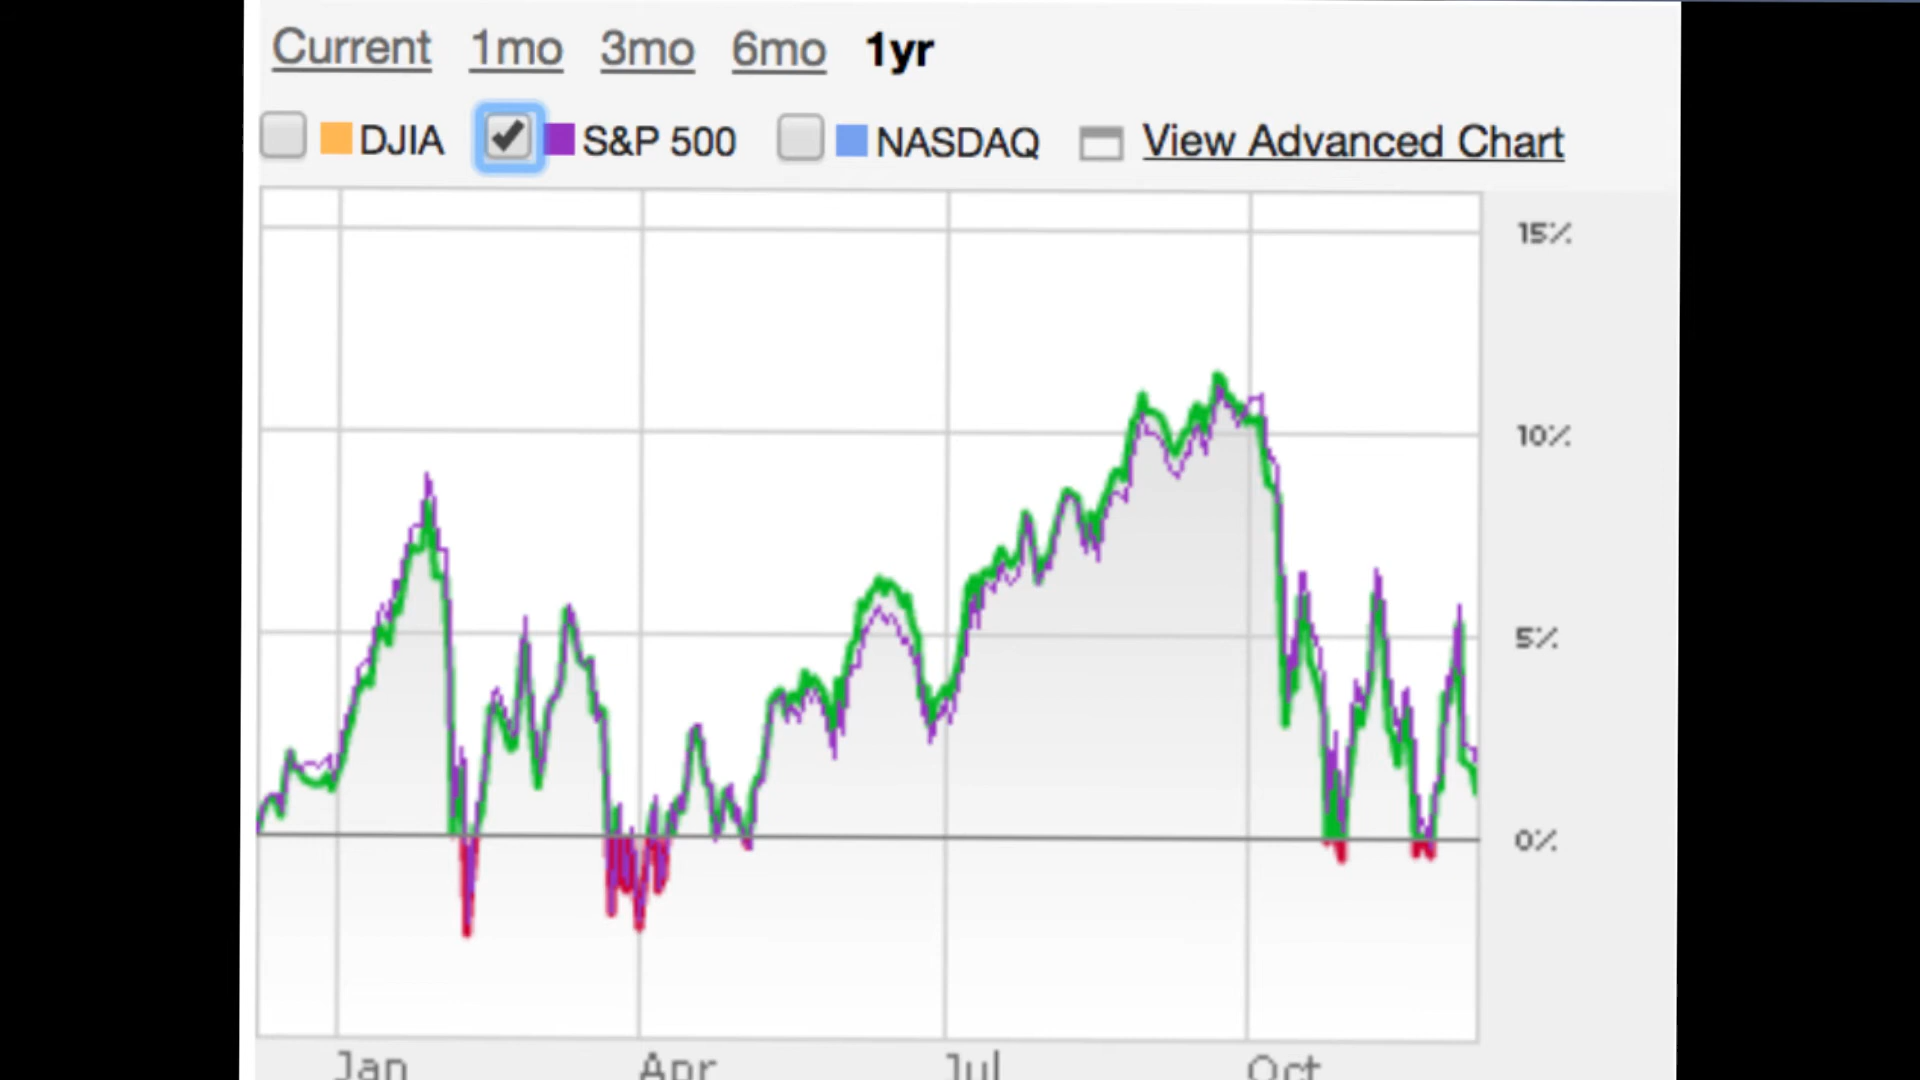 Current 1mo 3mo 6mo 1yr
DJIA S&P 500 NASDAQ View Advanced Chart
15%
10%
5%
0%
Jan Apr Jul Oct